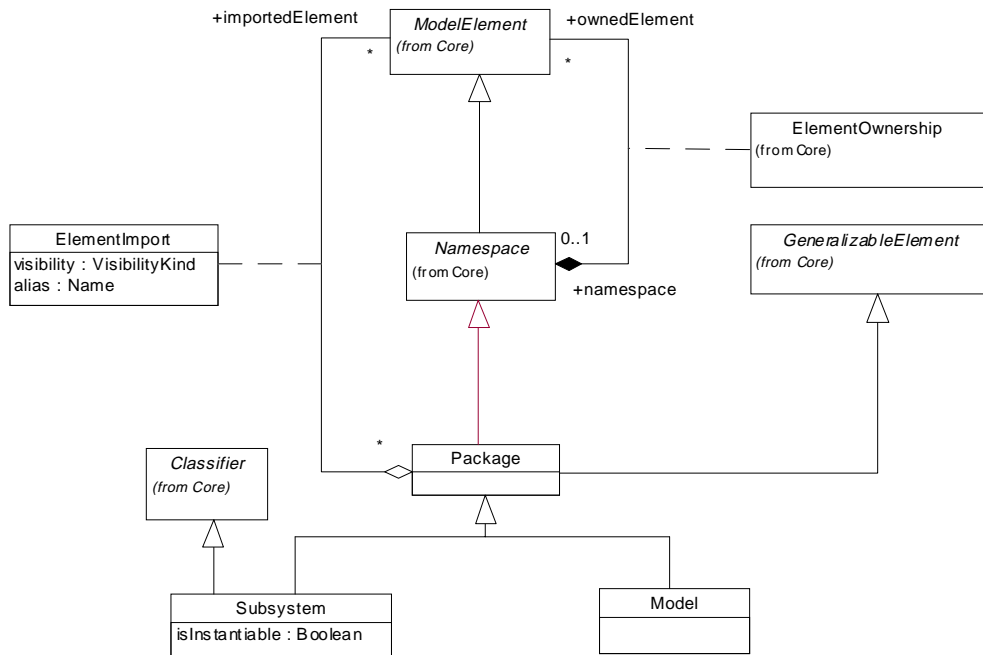 +importedElement
ModelElement
+ownedElement
(from Core)
*
*
ElementOwnership
(from Core)
ElementImport
visibility : VisibilityKind
alias : Name
Namespace
(from Core)
0..1
+namespace
GeneralizableElement
(from Core)
*
Package
Classifier
(from Core)
Subsystem
isInstantiable : Boolean
Model